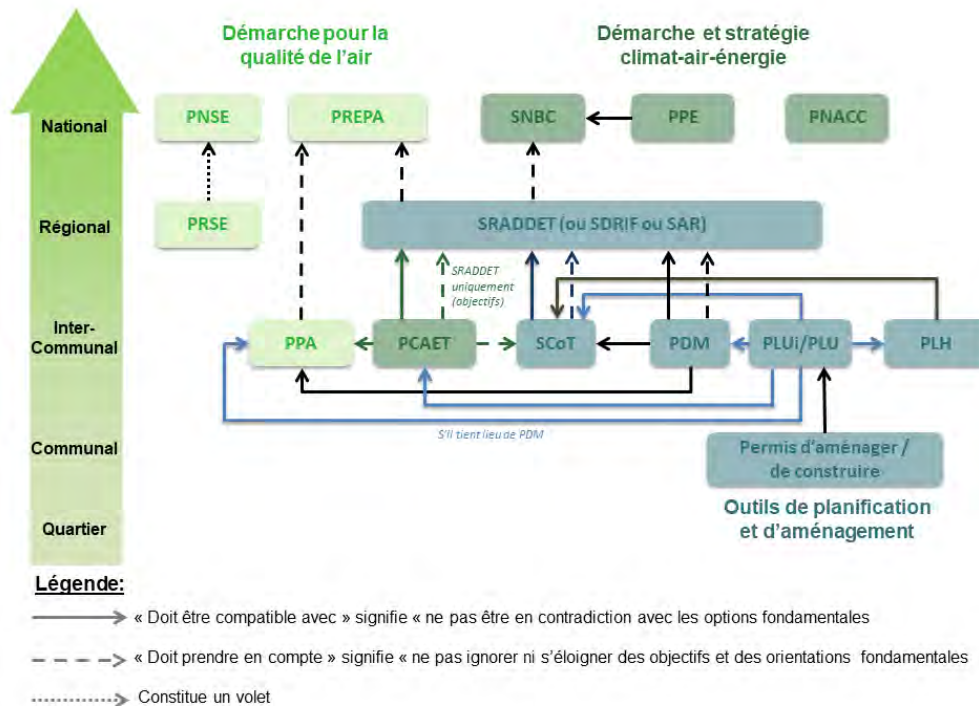 Démarche pour la
qualité de l'air
Démarche et stratégie
climat-air-énergie
National
PNSE
PREPA
SNBC
PPE
PNACC
Régional
PRSE
SRADDET (ou SDRIF ou SAR)
SRADDET
uniquement
(objectifs)
Inter-
Communal
PPA
PCAET
SCoT
PDM
PLUi/PLU
PLH
S'il tient lieu de PDM
Communal
Permis d'aménager /
de construire
Quartier
Outils de planification
et d'aménagement
Légende:
« Doit être compatible avec » signifie « ne pas être en contradiction avec les options fondamentales
« Doit prendre en compte » signifie « ne pas ignorer ni s'éloigner des objectifs et des orientations fondamentales
Constitue un volet